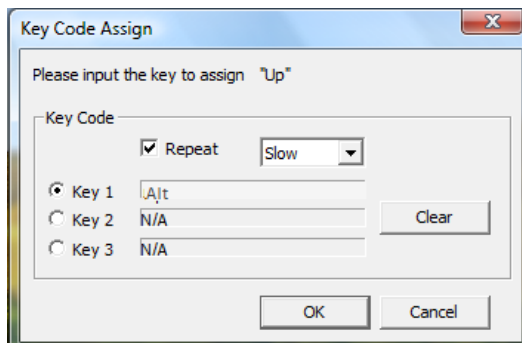 Key Code Assign
Please input the key to assign "Up"
Key Code
Repeat Slow
Key 1 .Alt
Key 2 N/A
Clear
Key 3 N/A
OK Cancel